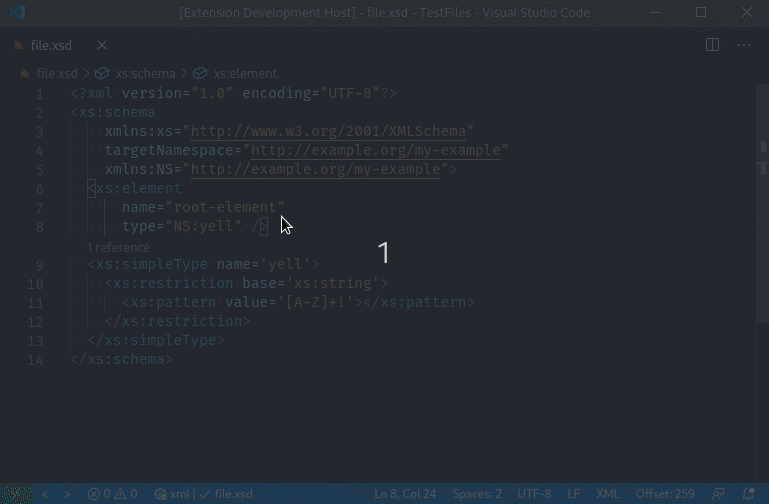 [Extension Development Host] - file.xsd - TestFiles - Visual Studio Code
file.xsd
file.xsd > xs:schema > xs:element
1 <?xml version="1.0" encoding="UTF-8"?>
2 <xs:schema
3 xmlns:xs="http://www.w3.org/2001/XMLSchema"
4 targetNamespace="http://example.org/my-example"
5 xmlns:NS="http://example.org/my-example">
6 <xs:element
7 name="root-element"
8 type="NS:yell" />
1
1 reference
9 <xs:simpleType name='yell'>
10 <xs:restriction base='xs:string'>
11 <xs:pattern value='[A-Z]+!'></xs:pattern>
12 </xs:restriction>
13 </xs:simpleType>
14 </xs:schema>
0 0 xml | file.xsd Ln 8, Col 24 Spaces: 2 UTF-8 LF XML Offset: 259